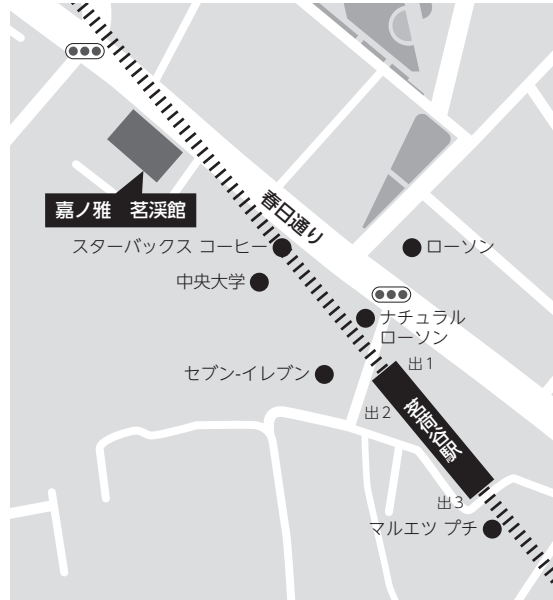 嘉ノ雅 茗渓館
春日通り
スターバックス コーヒー
ローソン
中央大学
ナチュラル
ローソン
セブン-イレブン
出1
出2
茗荷谷駅
出3
マルエツ プチ